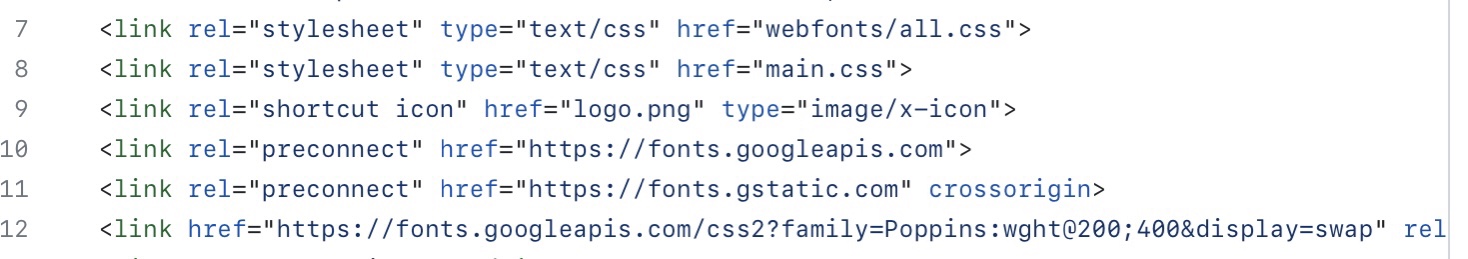 7 <link rel="stylesheet" type="text/css" href="webfonts/all.css">
8 <link rel="stylesheet" type="text/css" href="main.css">
9 <link rel="shortcut icon" href="logo.png" type="image/x-icon">
10 <link rel="preconnect" href="https://fonts.googleapis.com">
11 <link rel="preconnect" href="https://fonts.gstatic.com" crossorigin>
12 <link href="https://fonts.googleapis.com/css2?family=Poppins:wght@200;400&display=swap" rel